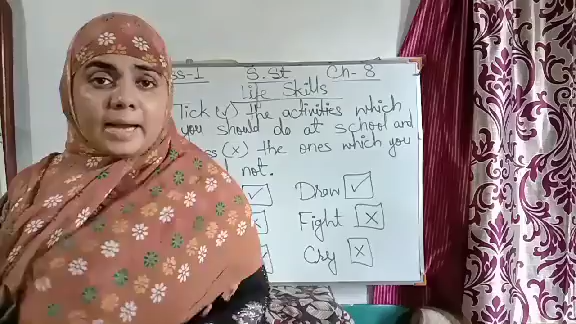 ss-1 S.St Ch-8
Life Skills
Tick (✓) the activities which
you should do at school and
ss (x) the ones which you
not.
✓ Draw ✓
x Fight x
Cry x